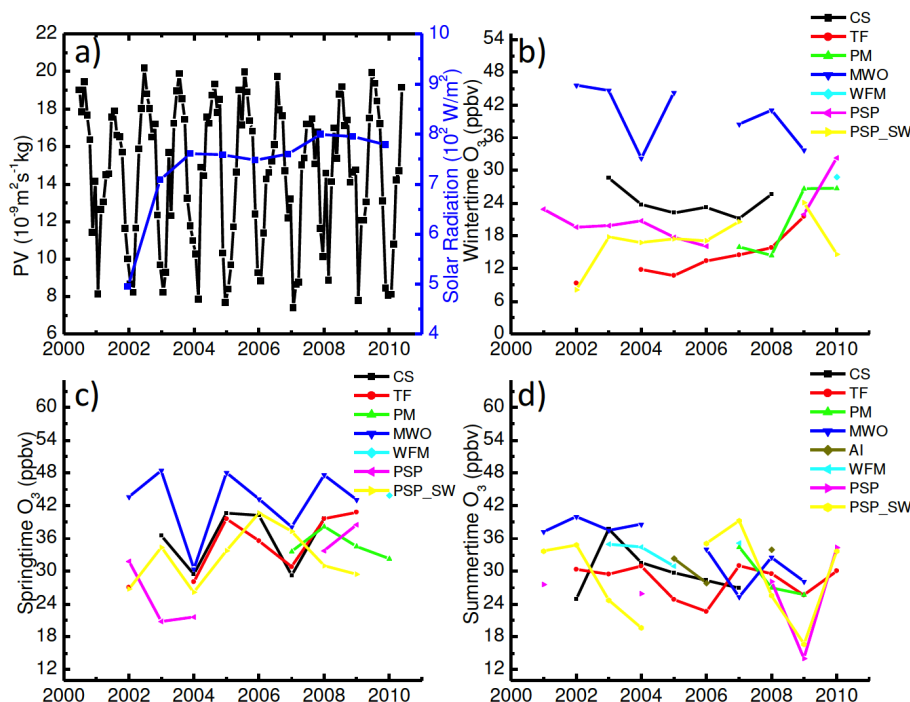 a)
PV (10⁻⁹m²s⁻¹kg)
22
20
18
16
14
12
10
8
6
2000 2002 2004 2006 2008 2010
10
9
8
7
6
5
4
Solar Radiation (10² W/m²)
b)
Wintertime O₃ (ppbv)
54
48
42
36
30
24
18
12
6
0
2000 2002 2004 2006 2008 2010
CS
TF
PM
MWO
WFM
PSP
PSP_SW
c)
Springtime O₃ (ppbv)
60
54
48
42
36
30
24
18
12
2000 2002 2004 2006 2008 2010
CS
TF
PM
MWO
WFM
PSP
PSP_SW
d)
Summertime O₃ (ppbv)
60
54
48
42
36
30
24
18
12
2000 2002 2004 2006 2008 2010
CS
TF
PM
MWO
AI
WFM
PSP
PSP_SW